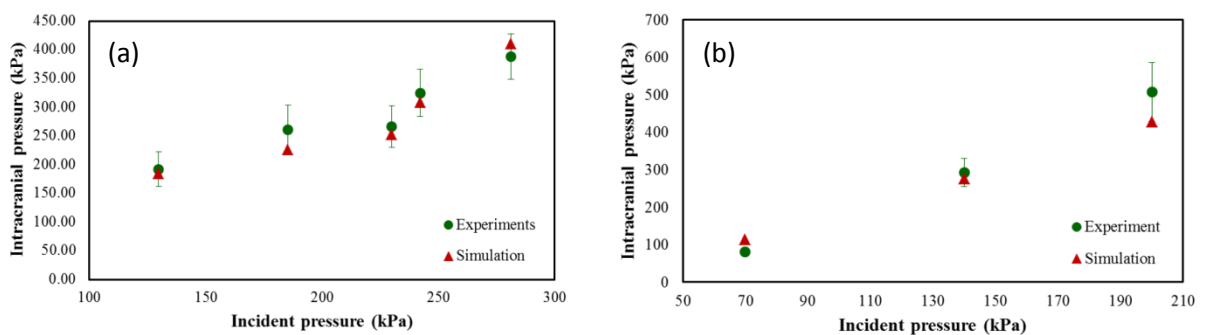 (a)
Intracranial pressure (kPa)
450.00
400.00
350.00
300.00
250.00
200.00
150.00
100.00
50.00
0.00
Experiments
Simulation
100 150 200 250 300
Incident pressure (kPa)
(b)
Intracranial pressure (kPa)
700
600
500
400
300
200
100
0
Experiment
Simulation
50 70 90 110 130 150 170 190 210
Incident pressure (kPa)